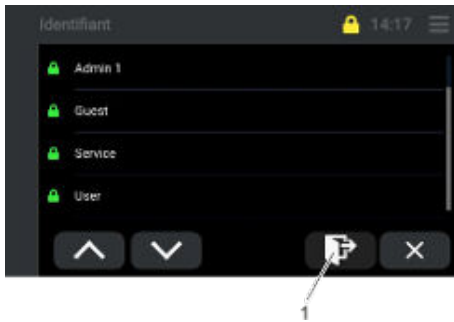 Identifiant 14:17
Admin 1
Guest
Service
User
1